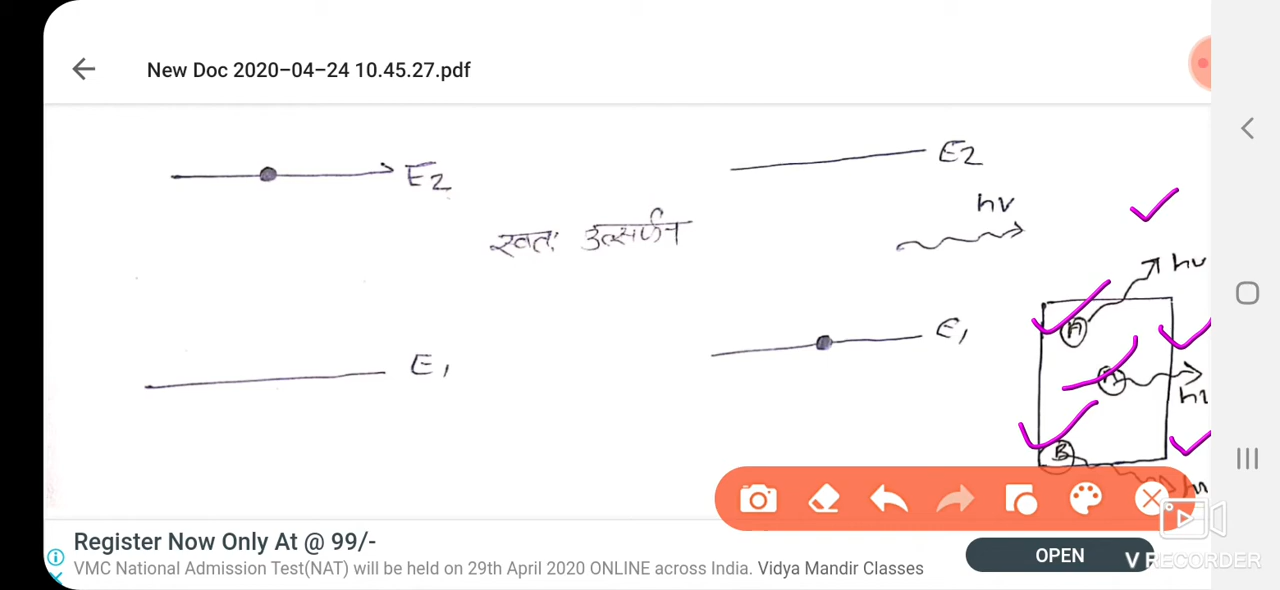 New Doc 2020-04-24 10.45.27.pdf
E2
E2
hν
स्वतः उत्सर्जन
hν
A
E1
E1
B
Register Now Only At @ 99/-
VMC National Admission Test(NAT) will be held on 29th April 2020 ONLINE across India. Vidya Mandir Classes
OPEN
V RECORDER